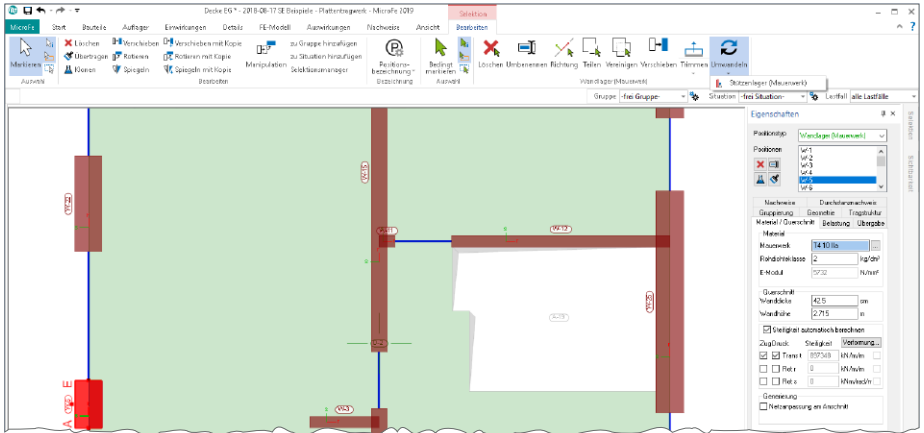 Decke EG * - 2018-08-17 SE Beispiele - Plattentragwerk - MicroFe 2019
Selektion
MicroFe Start Bauteile Auflager Einwirkungen Details FE-Modell Auswirkungen Nachweise Ansicht Bearbeiten
Markieren
Löschen
Übertragen
Klonen
Verschieben
Rotieren
Spiegeln
Verschieben mit Kopie
Rotieren mit Kopie
Spiegeln mit Kopie
Manipulation
zu Gruppe hinzufügen
zu Situation hinzufügen
Selektionsmanager
Positions-
bezeichnung
Bedingt
markieren
Löschen Umbenennen Richtung Teilen Vereinigen Verschieben Trimmen Umwandeln
Auswahl Bearbeiten Bezeichnung Auswahl Wandlager (Mauerwerk)
Stützenlager (Mauerwerk)
Gruppe -frei Gruppe- Situation -frei Situation- Lastfall alle Lastfälle
Eigenschaften
Positionstyp Wandlager (Mauerwerk)
Positionen
W-1
W-2
W-3
W-4
W-5
W-6
Nachweise Durchstanznachweis
Gruppierung Geometrie Tragstruktur
Material / Querschnitt Belastung Übergabe
Material
Mauerwerk T4 10 IIa ...
Rohdichteklasse 2 kg/dm³
E-Modul 5732 N/mm²
Querschnitt
Wanddicke 42.5 cm
Wandhöhe 2.715 m
Steifigkeit automatisch berechnen
Zug Druck Steifigkeit Verformung...
Trans t 897349 kN/m/m
Rot r 0
Rot s 0
Generierung
Netzanpassung am Anschnitt
Selektion
Sichtbarkeit
W-12
W-3
A
E